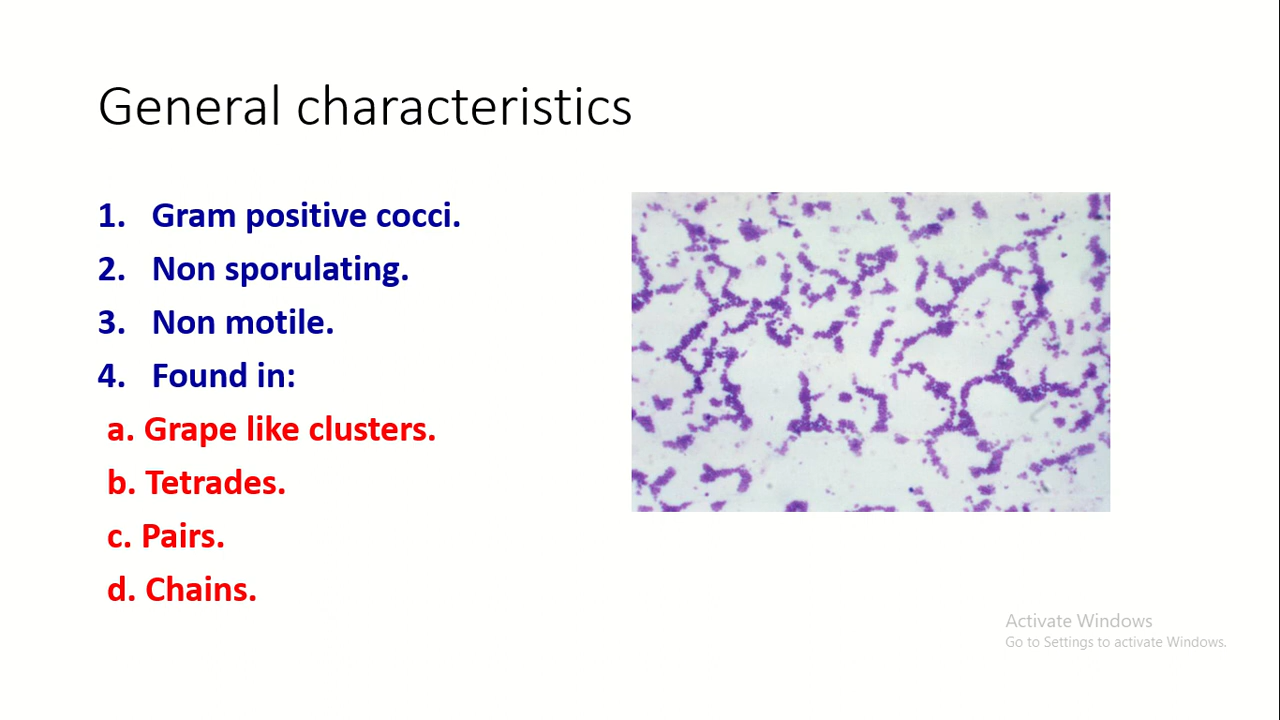 General characteristics
1. Gram positive cocci.
2. Non sporulating.
3. Non motile.
4. Found in:
a. Grape like clusters.
b. Tetrades.
c. Pairs.
d. Chains.
Activate Windows
Go to Settings to activate Windows.